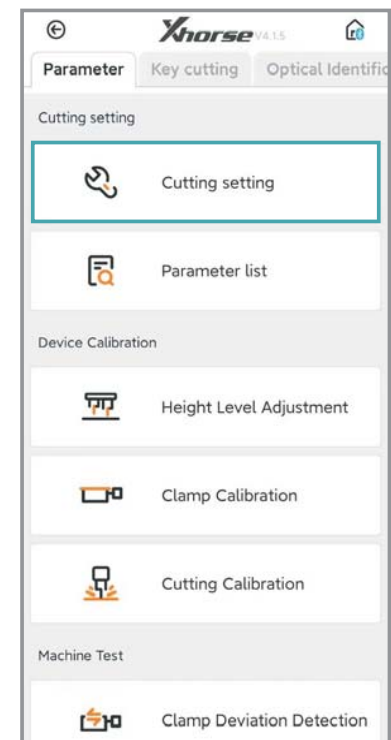 Xhorse V4.1.5
Parameter Key cutting Optical Identific
Cutting setting
Cutting setting
Parameter list
Device Calibration
Height Level Adjustment
Clamp Calibration
Cutting Calibration
Machine Test
Clamp Deviation Detection